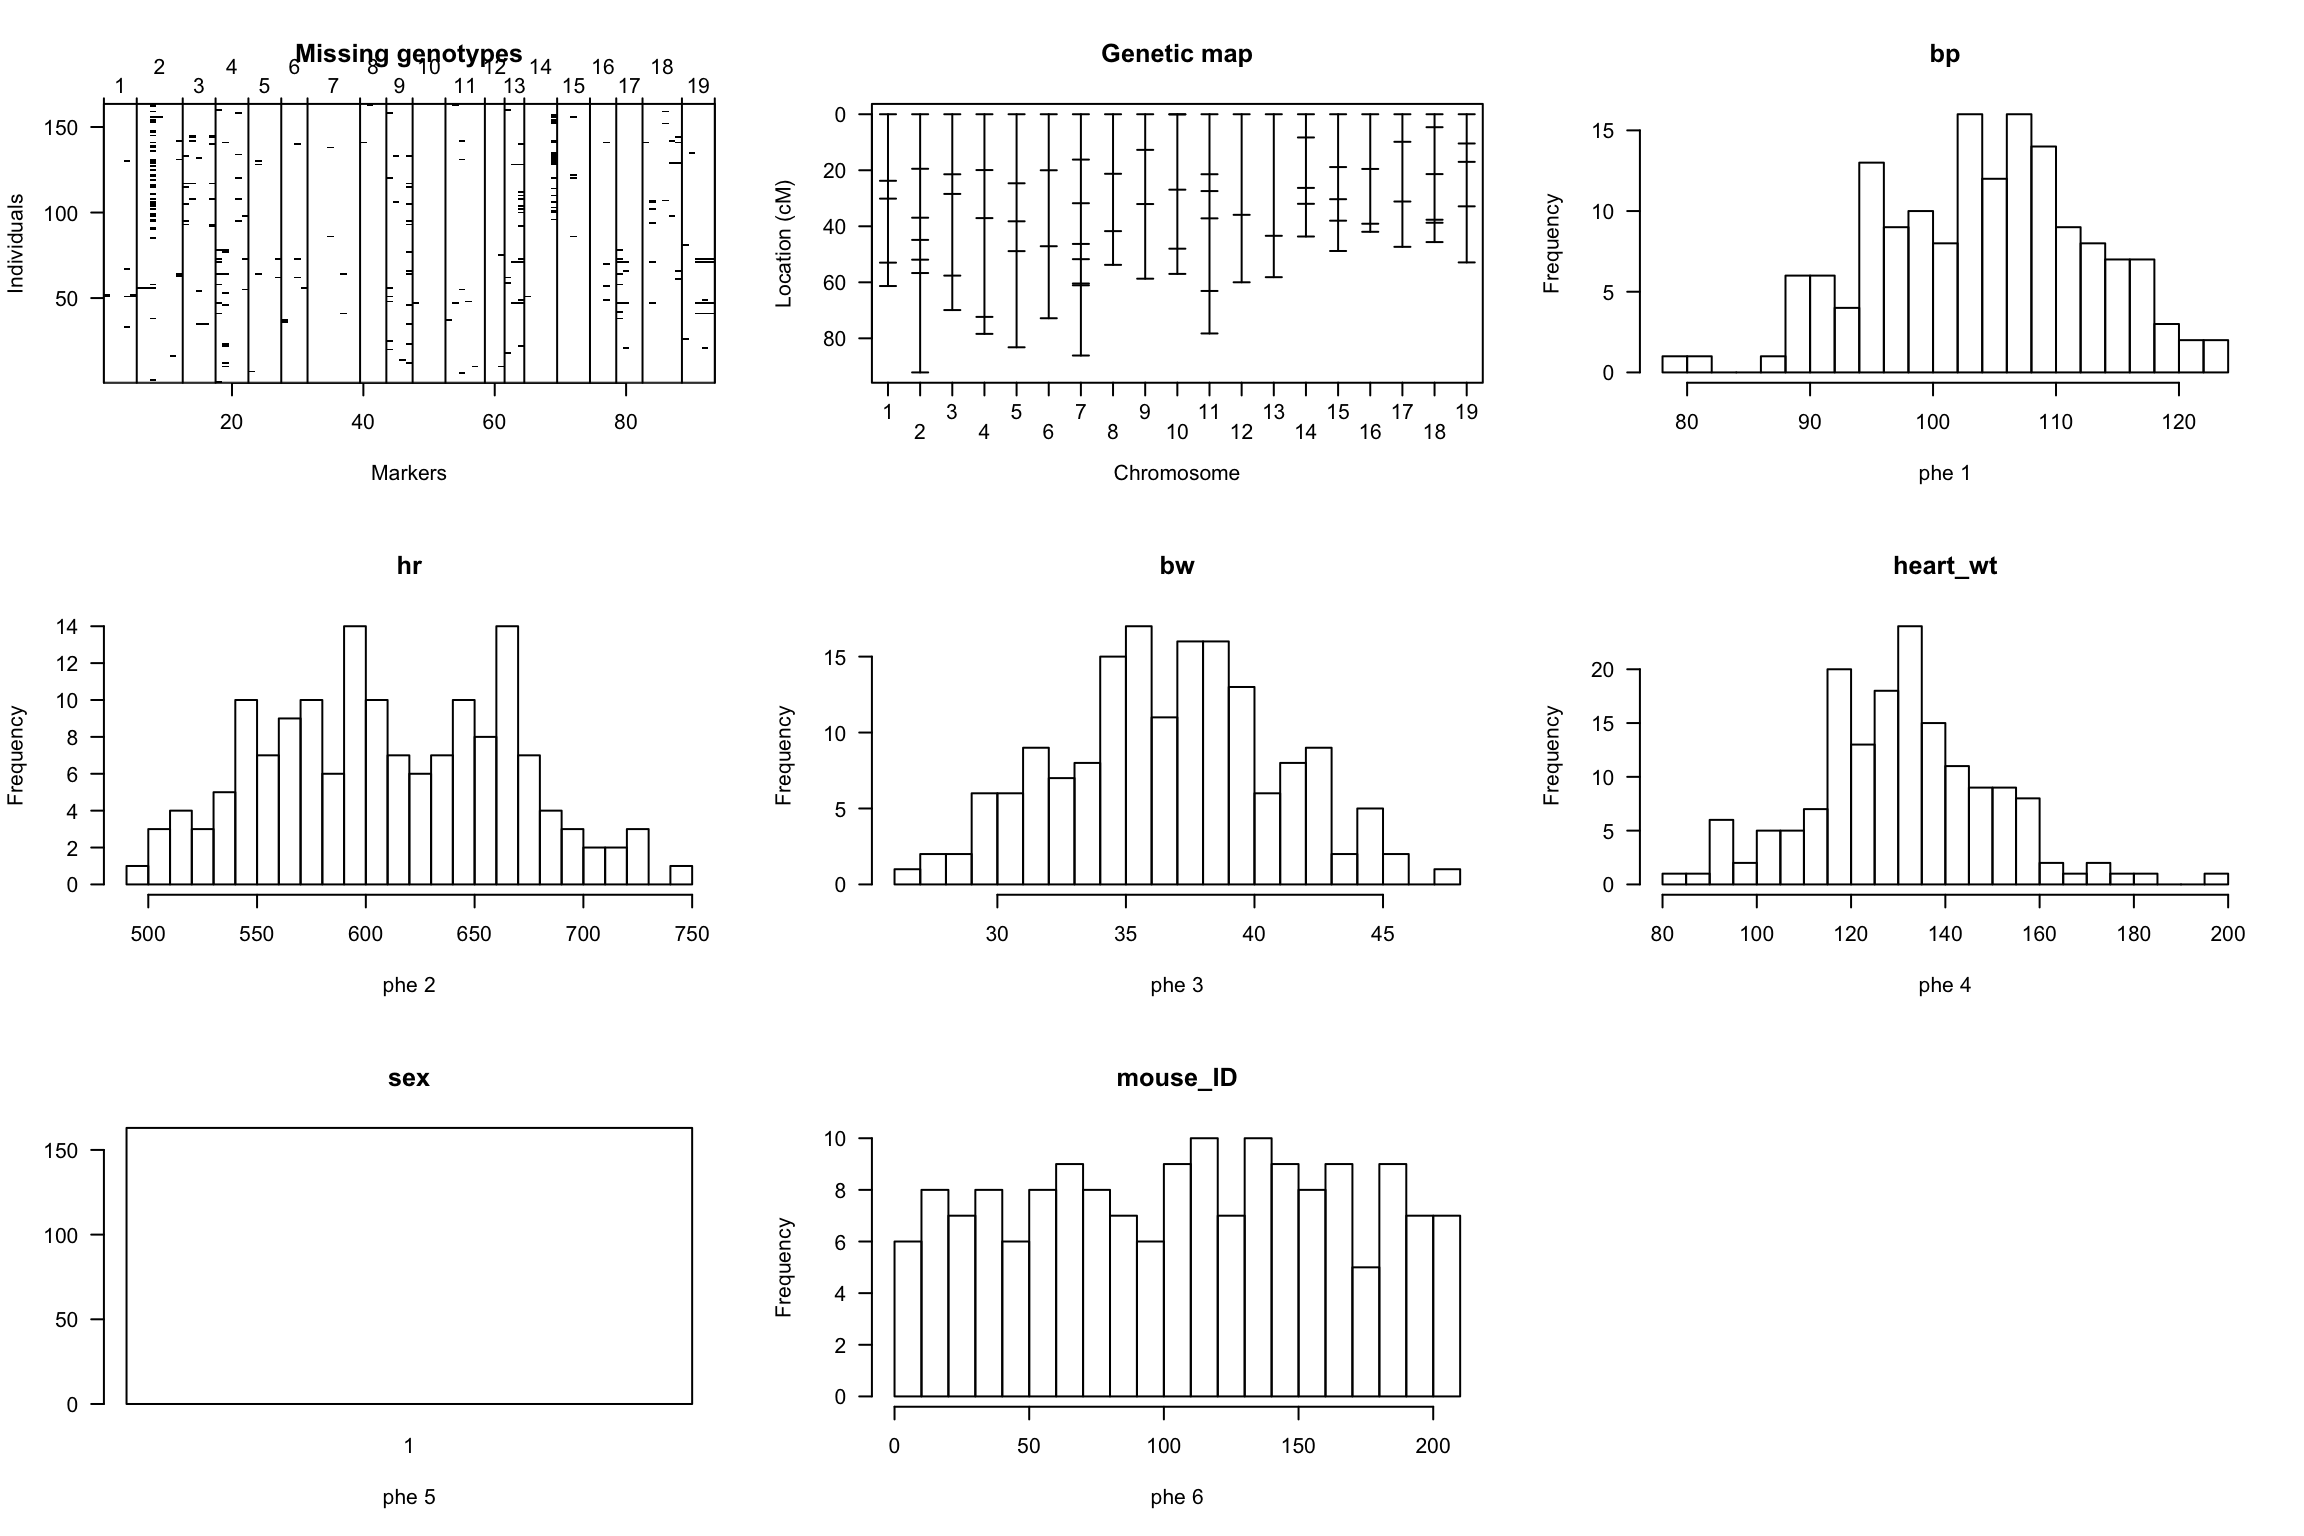 Missing genotypes
2 4 6 8 10 12 14 16 18
1 3 5 7 9 11 13 15 17 19
150
100
50
Individuals
20 40 60 80
Markers
Genetic map
0
20
40
60
80
Location (cM)
1 3 5 7 9 11 13 15 17 19
2 4 6 8 10 12 14 16 18
Chromosome
bp
15
10
5
0
Frequency
80 90 100 110 120
phe 1
hr
14
12
10
8
6
4
2
0
Frequency
500 550 600 650 700 750
phe 2
bw
15
10
5
0
Frequency
30 35 40 45
phe 3
heart_wt
20
15
10
5
0
Frequency
80 100 120 140 160 180 200
phe 4
sex
150
100
50
0
1
phe 5
mouse_ID
10
8
6
4
2
0
Frequency
0 50 100 150 200
phe 6